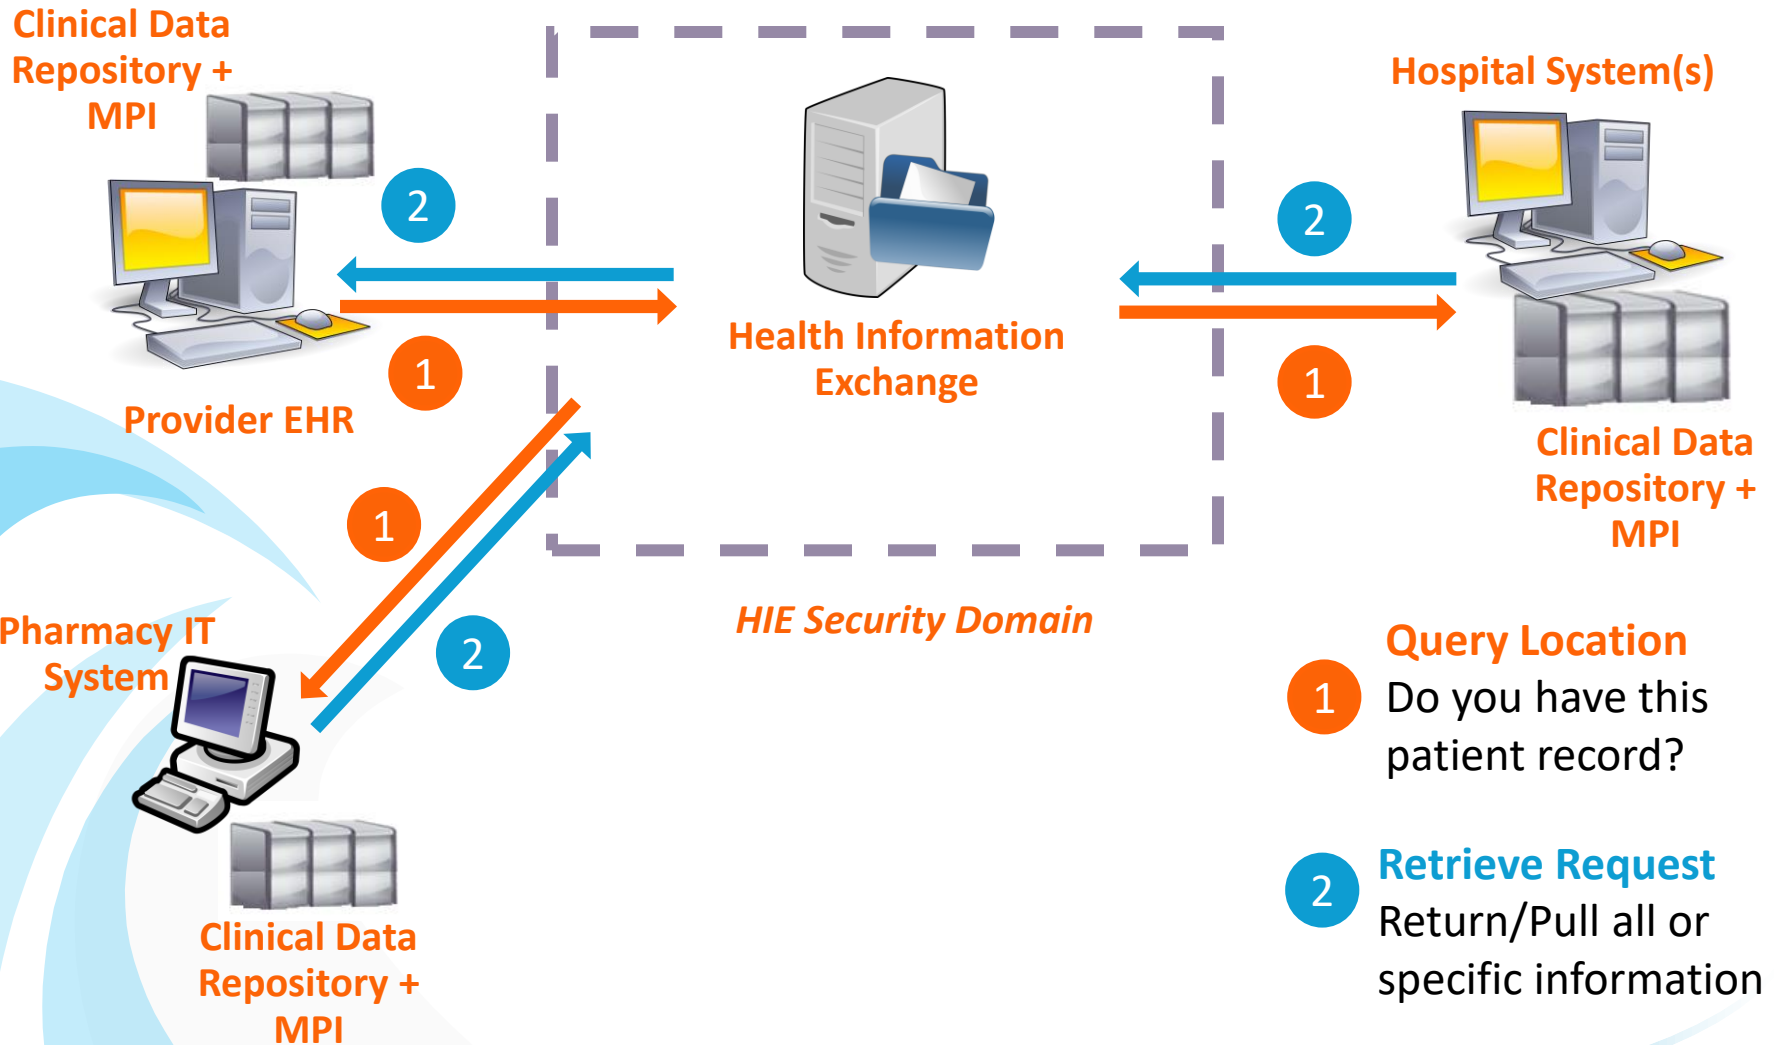 Clinical Data
Repository +
MPI
2
1
Provider EHR
Health Information
Exchange
HIE Security Domain
Hospital System(s)
2
1
Clinical Data
Repository +
MPI
1
2
Pharmacy IT
System
Clinical Data
Repository +
MPI
1
Query Location
Do you have this
patient record?
2
Retrieve Request
Return/Pull all or
specific information